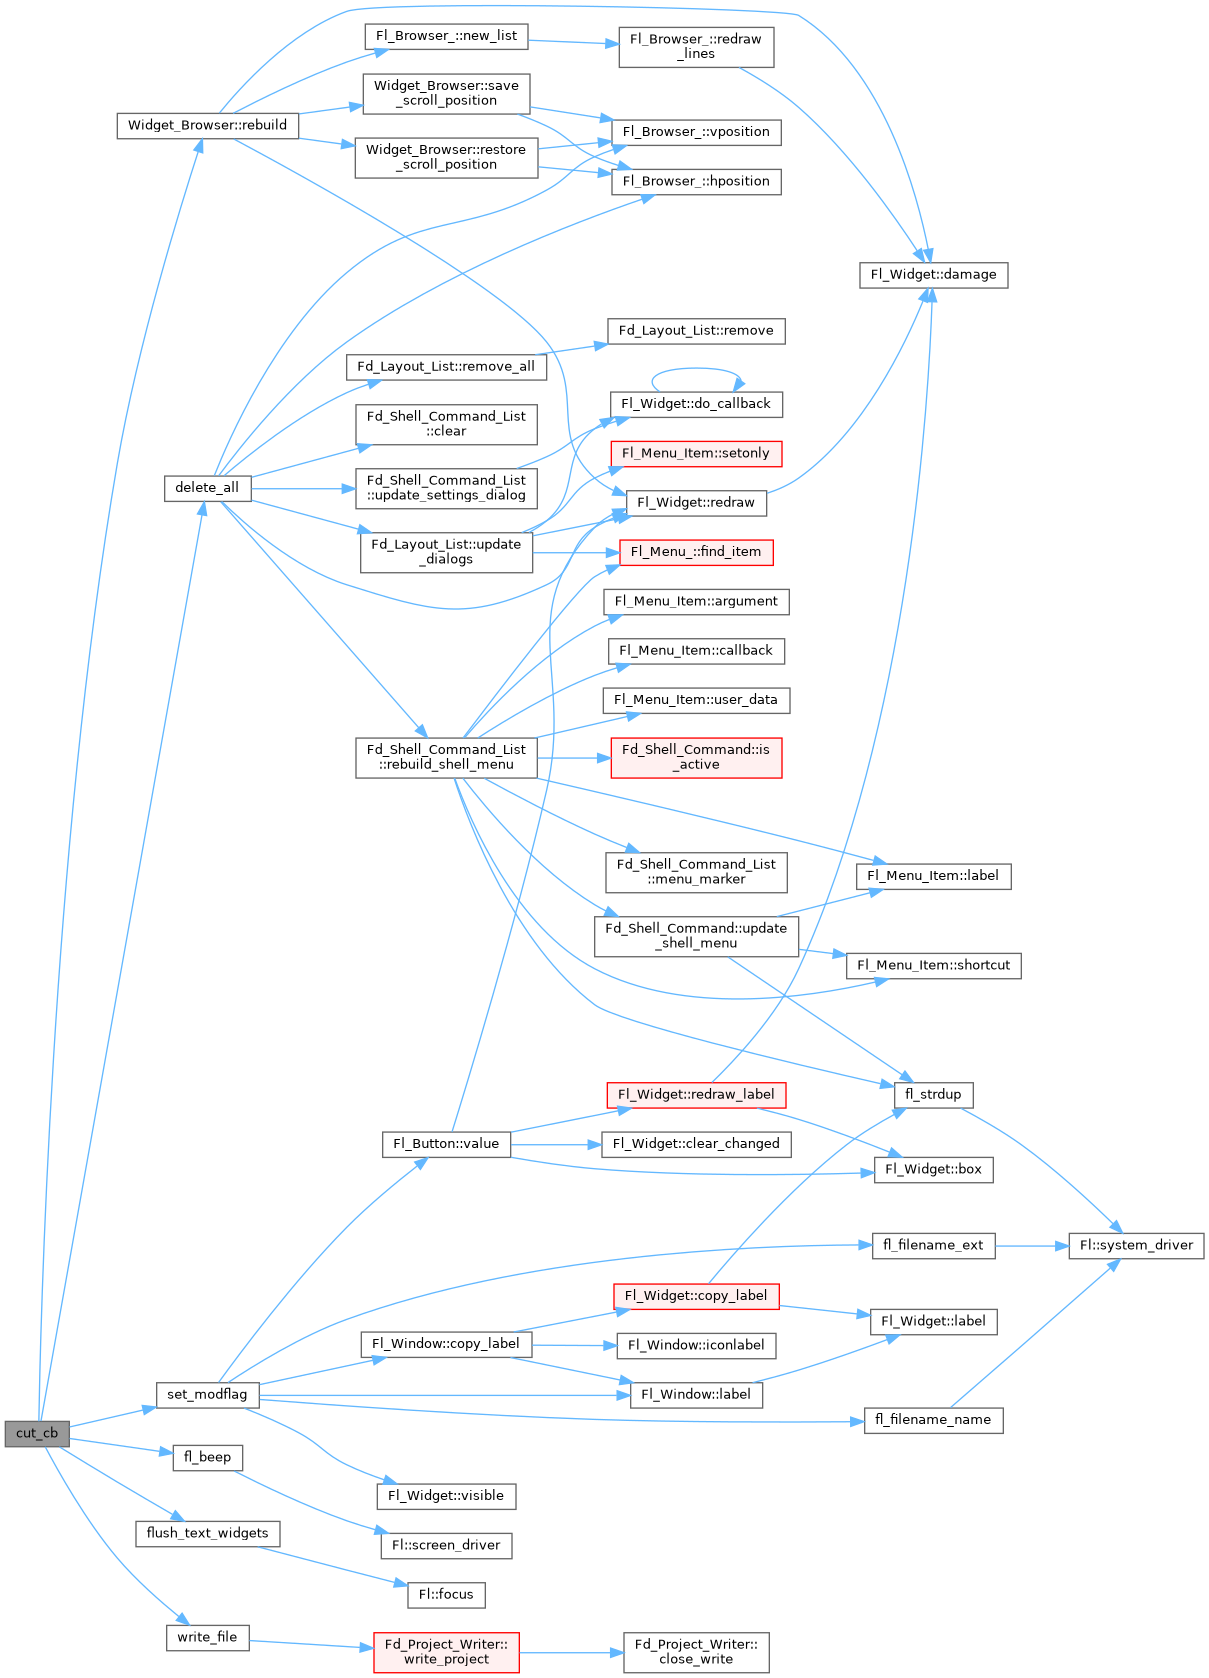 Fl_Browser_::new_list
Fl_Browser_::redraw
_lines
Widget_Browser::save
_scroll_position
Widget_Browser::rebuild
Fl_Browser_::vposition
Widget_Browser::restore
_scroll_position
Fl_Browser_::hposition
Fl_Widget::damage
Fd_Layout_List::remove
Fd_Layout_List::remove_all
Fl_Widget::do_callback
Fd_Shell_Command_List
::clear
Fl_Menu_Item::setonly
delete_all
Fd_Shell_Command_List
::update_settings_dialog
Fl_Widget::redraw
Fd_Layout_List::update
_dialogs
Fl_Menu_::find_item
Fl_Menu_Item::argument
Fl_Menu_Item::callback
Fl_Menu_Item::user_data
Fd_Shell_Command_List
::rebuild_shell_menu
Fd_Shell_Command::is
_active
Fd_Shell_Command_List
::menu_marker
Fl_Menu_Item::label
Fd_Shell_Command::update
_shell_menu
Fl_Menu_Item::shortcut
Fl_Widget::redraw_label
fl_strdup
Fl_Button::value
Fl_Widget::clear_changed
Fl_Widget::box
fl_filename_ext
Fl::system_driver
Fl_Widget::copy_label
Fl_Widget::label
Fl_Window::copy_label
Fl_Window::iconlabel
set_modflag
Fl_Window::label
fl_filename_name
cut_cb
fl_beep
Fl_Widget::visible
flush_text_widgets
Fl::screen_driver
Fl::focus
write_file
Fd_Project_Writer::
write_project
Fd_Project_Writer::
close_write